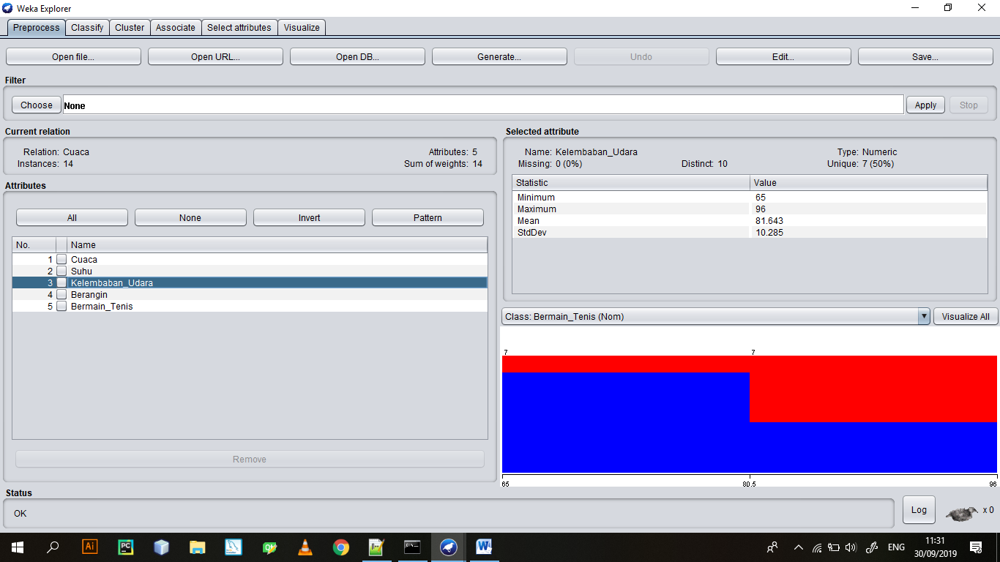 Weka Explorer
Preprocess Classify Cluster Associate Select attributes Visualize
Open file... Open URL... Open DB... Generate... Undo Edit... Save...
Filter
Choose None Apply Stop
Current relation
Relation: Cuaca Attributes: 5
Instances: 14 Sum of weights: 14
Attributes
All None Invert Pattern
No. Name
1 Cuaca
2 Suhu
3 Kelembaban_Udara
4 Berangin
5 Bermain_Tenis
Remove
Selected attribute
Name: Kelembaban_Udara Type: Numeric
Missing: 0 (0%) Distinct: 10 Unique: 7 (50%)
Statistic Value
Minimum 65
Maximum 96
Mean 81.643
StdDev 10.285
Class: Bermain_Tenis (Nom) Visualize All
7 7
65 80.5 96
Status
OK Log x 0
Ai PC Qt W
ENG 11:31
30/09/2019